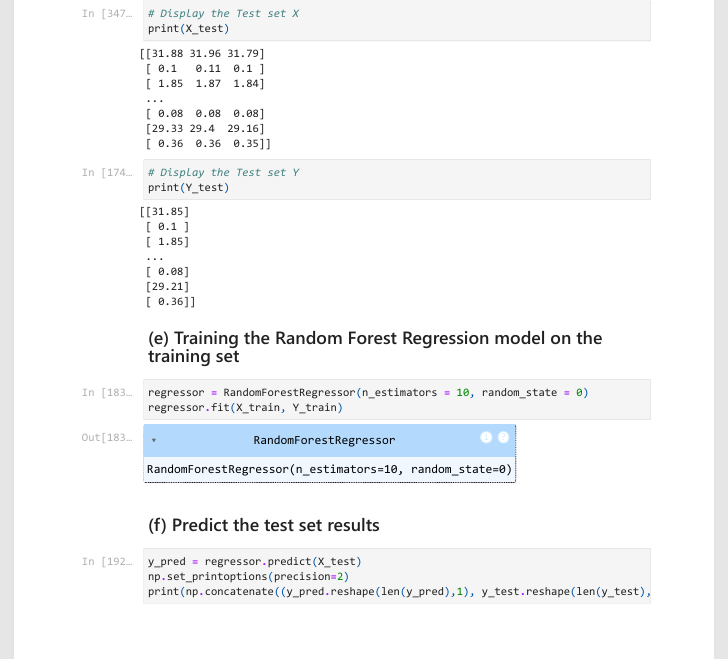 In [347…
# Display the Test set X
print(X_test)
[[31.88 31.96 31.79]
[ 0.1   0.11  0.1 ]
[ 1.85  1.87  1.84]
...
[ 0.08  0.08  0.08]
[29.33 29.4  29.16]
[ 0.36  0.36  0.35]]
In [174…
# Display the Test set Y
print(Y_test)
[[31.85]
[ 0.1 ]
[ 1.85]
...
[ 0.08]
[29.21]
[ 0.36]]
(e) Training the Random Forest Regression model on the
training set
In [183…
regressor = RandomForestRegressor(n_estimators = 10, random_state = 0)
regressor.fit(X_train, Y_train)
Out[183…
RandomForestRegressor
RandomForestRegressor(n_estimators=10, random_state=0)
(f) Predict the test set results
In [192…
y_pred = regressor.predict(X_test)
np.set_printoptions(precision=2)
print(np.concatenate((y_pred.reshape(len(y_pred),1), y_test.reshape(len(y_test),